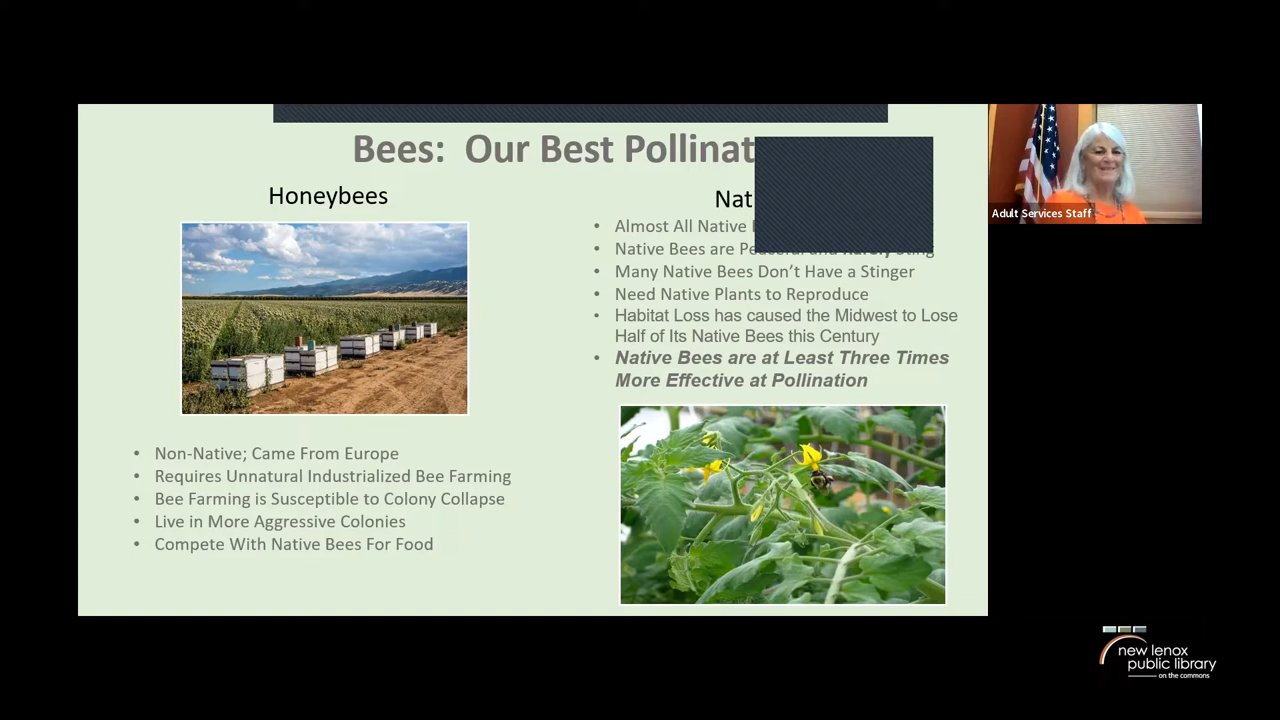 Bees: Our Best Pollinat
Honeybees
• Non-Native; Came From Europe
• Requires Unnatural Industrialized Bee Farming
• Bee Farming is Susceptible to Colony Collapse
• Live in More Aggressive Colonies
• Compete With Native Bees For Food
Nat
• Almost All Native
• Native Bees are Peaceful and Rarely Sting
• Many Native Bees Don't Have a Stinger
• Need Native Plants to Reproduce
• Habitat Loss has caused the Midwest to Lose
Half of Its Native Bees this Century
• Native Bees are at Least Three Times
More Effective at Pollination
Adult Services Staff
new lenox
public library
on the commons